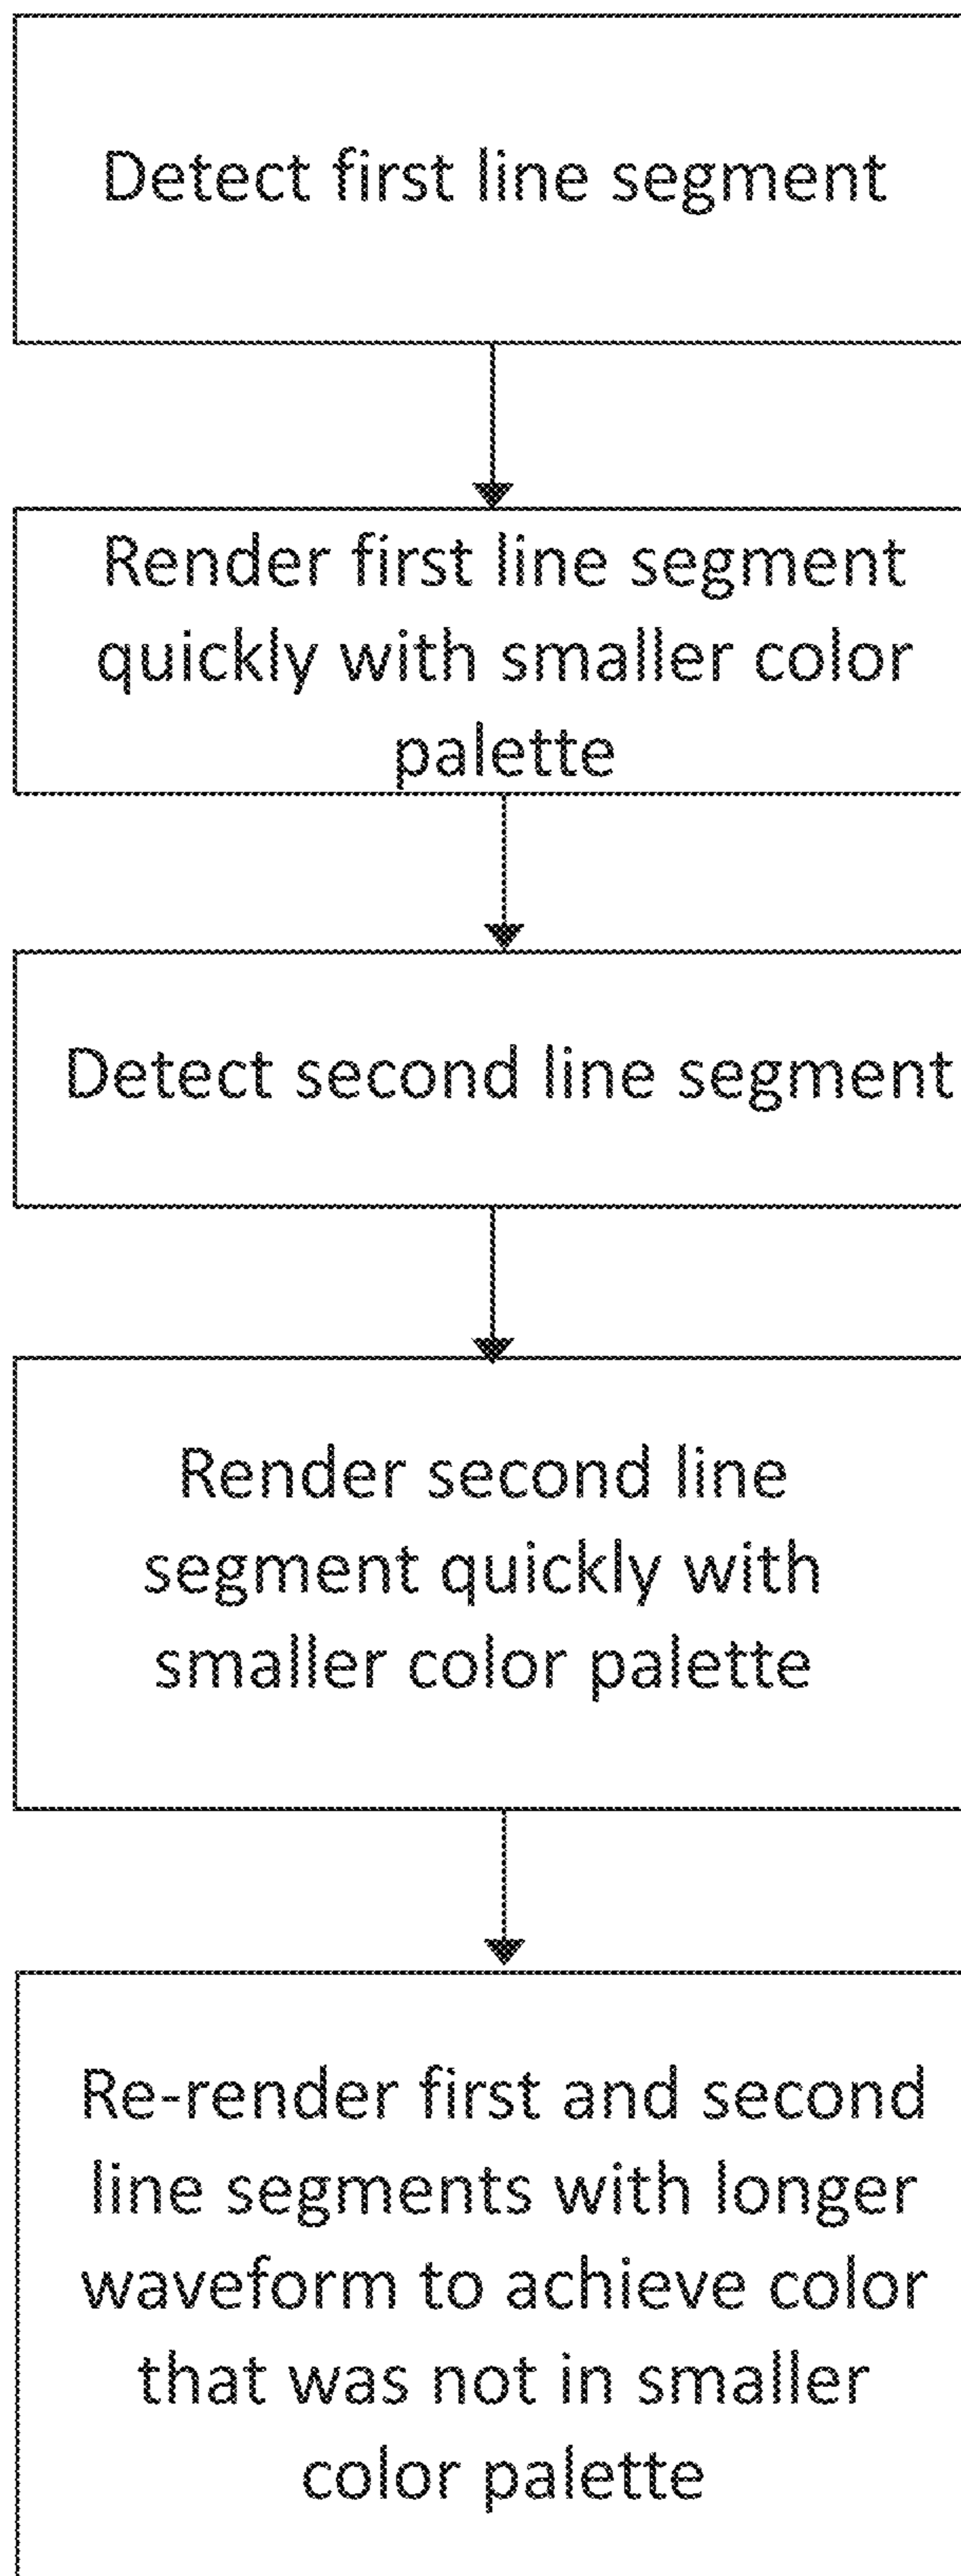 Detect first line segment
Render first line segment
quickly with smaller color
palette
Detect second line segment
Render second line
segment quickly with
smaller color palette
Re-render first and second
line segments with longer
waveform to achieve color
that was not in smaller
color palette